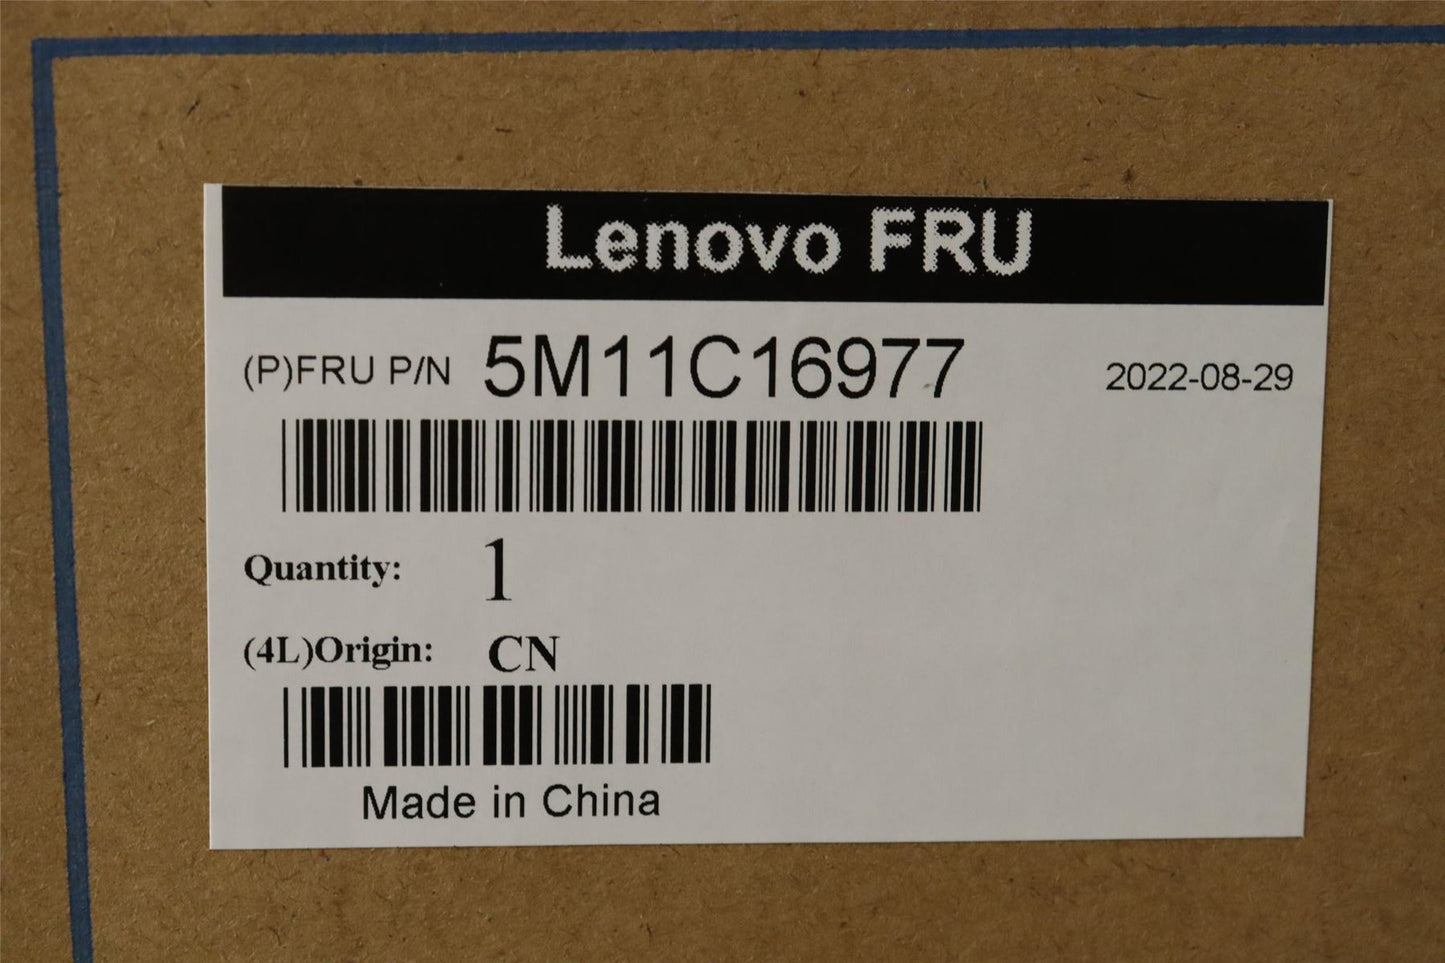 Lenovo FRU
(P)FRU P/N 5M11C16977 2022-08-29
Quantity: 1
(4L)Origin: CN
Made in China